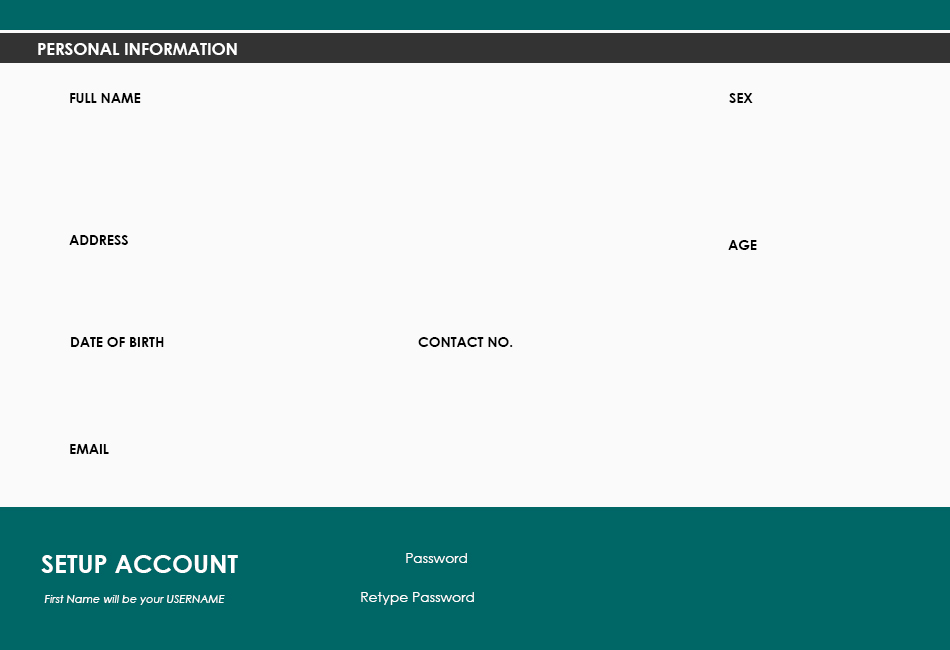 PERSONAL INFORMATION
FULL NAME
SEX
ADDRESS
AGE
DATE OF BIRTH
CONTACT NO.
EMAIL
SETUP ACCOUNT
First Name will be your USERNAME
Password
Retype Password